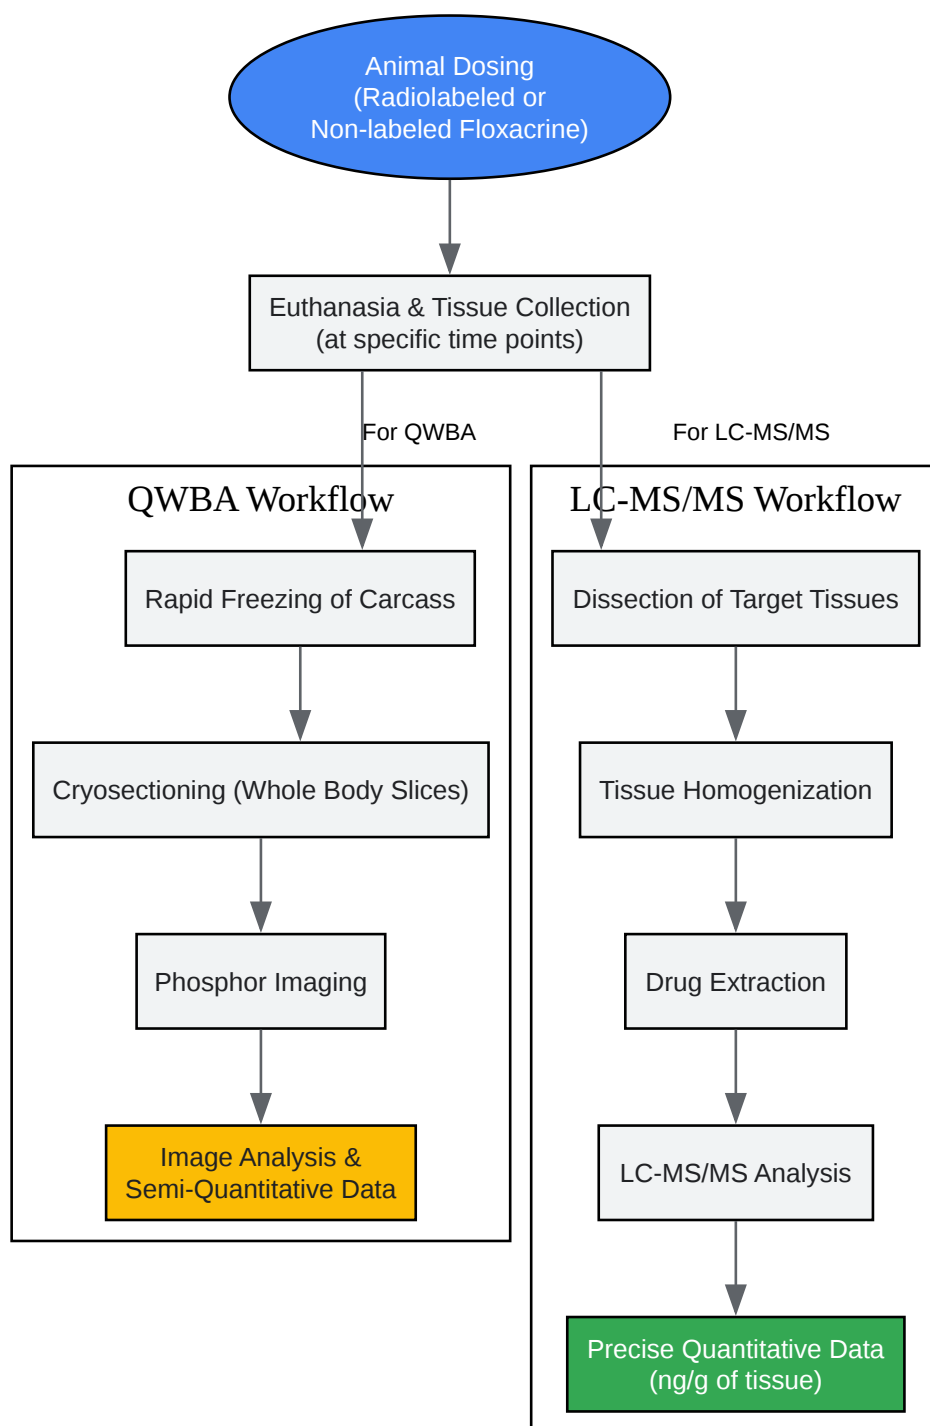 Animal Dosing
(Radiolabeled or
Non-labeled Floxacrine)
Euthanasia & Tissue Collection
(at specific time points)
For QWBA
For LC-MS/MS
QWBA Workflow
Rapid Freezing of Carcass
Cryosectioning (Whole Body Slices)
Phosphor Imaging
Image Analysis &
Semi-Quantitative Data
LC-MS/MS Workflow
Dissection of Target Tissues
Tissue Homogenization
Drug Extraction
LC-MS/MS Analysis
Precise Quantitative Data
(ng/g of tissue)